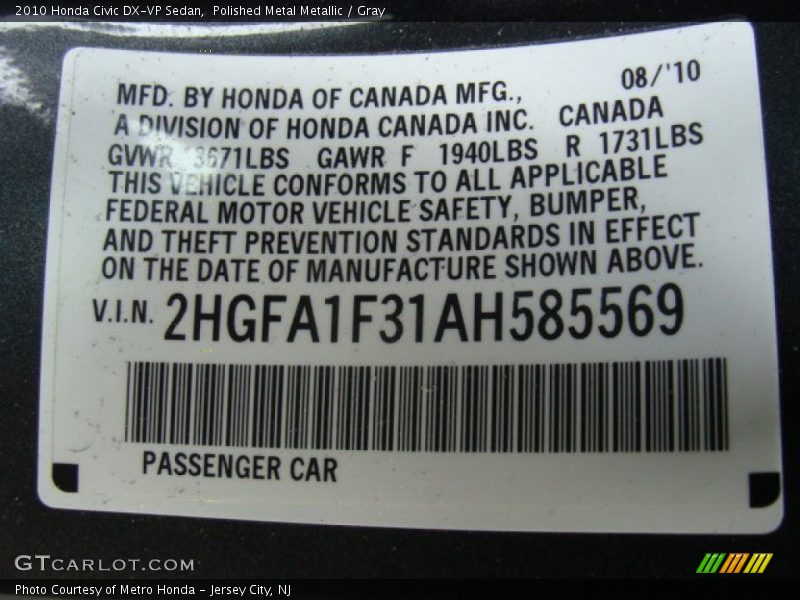 2010 Honda Civic DX-VP Sedan, Polished Metal Metallic / Gray
08/'10
MFD. BY HONDA OF CANADA MFG.,
A DIVISION OF HONDA CANADA INC. CANADA
GVWR 3671LBS GAWR F 1940LBS R 1731LBS
THIS VEHICLE CONFORMS TO ALL APPLICABLE
FEDERAL MOTOR VEHICLE SAFETY, BUMPER,
AND THEFT PREVENTION STANDARDS IN EFFECT
ON THE DATE OF MANUFACTURE SHOWN ABOVE.
V.I.N. 2HGFA1F31AH585569
PASSENGER CAR
GTCARLOT.COM
Photo Courtesy of Metro Honda - Jersey City, NJ